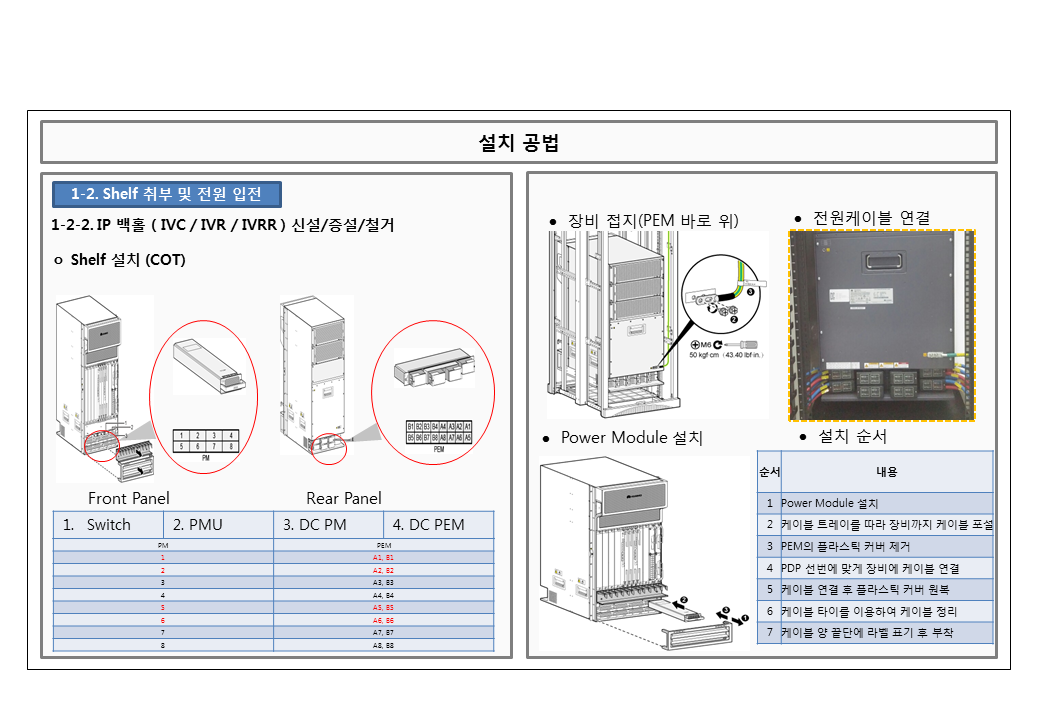 설치 공법
1-2. Shelf 취부 및 전원 입전
1-2-2. IP 백홀 ( IVC / IVR / IVRR ) 신설/증설/철거
ㅇ Shelf 설치 (COT)
1 2 3 4
5 6 7 8
PM
B1 B2 B3 B4 A4 A3 A2 A1
B5 B6 B7 B8 A8 A7 A6 A5
PEM
Front Panel
Rear Panel
1. Switch 2. PMU 3. DC PM 4. DC PEM
PM PEM
1 A1, B1
2 A2, B2
3 A3, B3
4 A4, B4
5 A5, B5
6 A6, B6
7 A7, B7
8 A8, B8
• 장비 접지(PEM 바로 위)
3
2
M6
50 kgf·cm (43.40 lbf·in.)
• 전원케이블 연결
• Power Module 설치
2
3
1
• 설치 순서
순서 내용
1 Power Module 설치
2 케이블 트레이를 따라 장비까지 케이블 포설
3 PEM의 플라스틱 커버 제거
4 PDP 선번에 맞게 장비에 케이블 연결
5 케이블 연결 후 플라스틱 커버 원복
6 케이블 타이를 이용하여 케이블 정리
7 케이블 양 끝단에 라벨 표기 후 부착